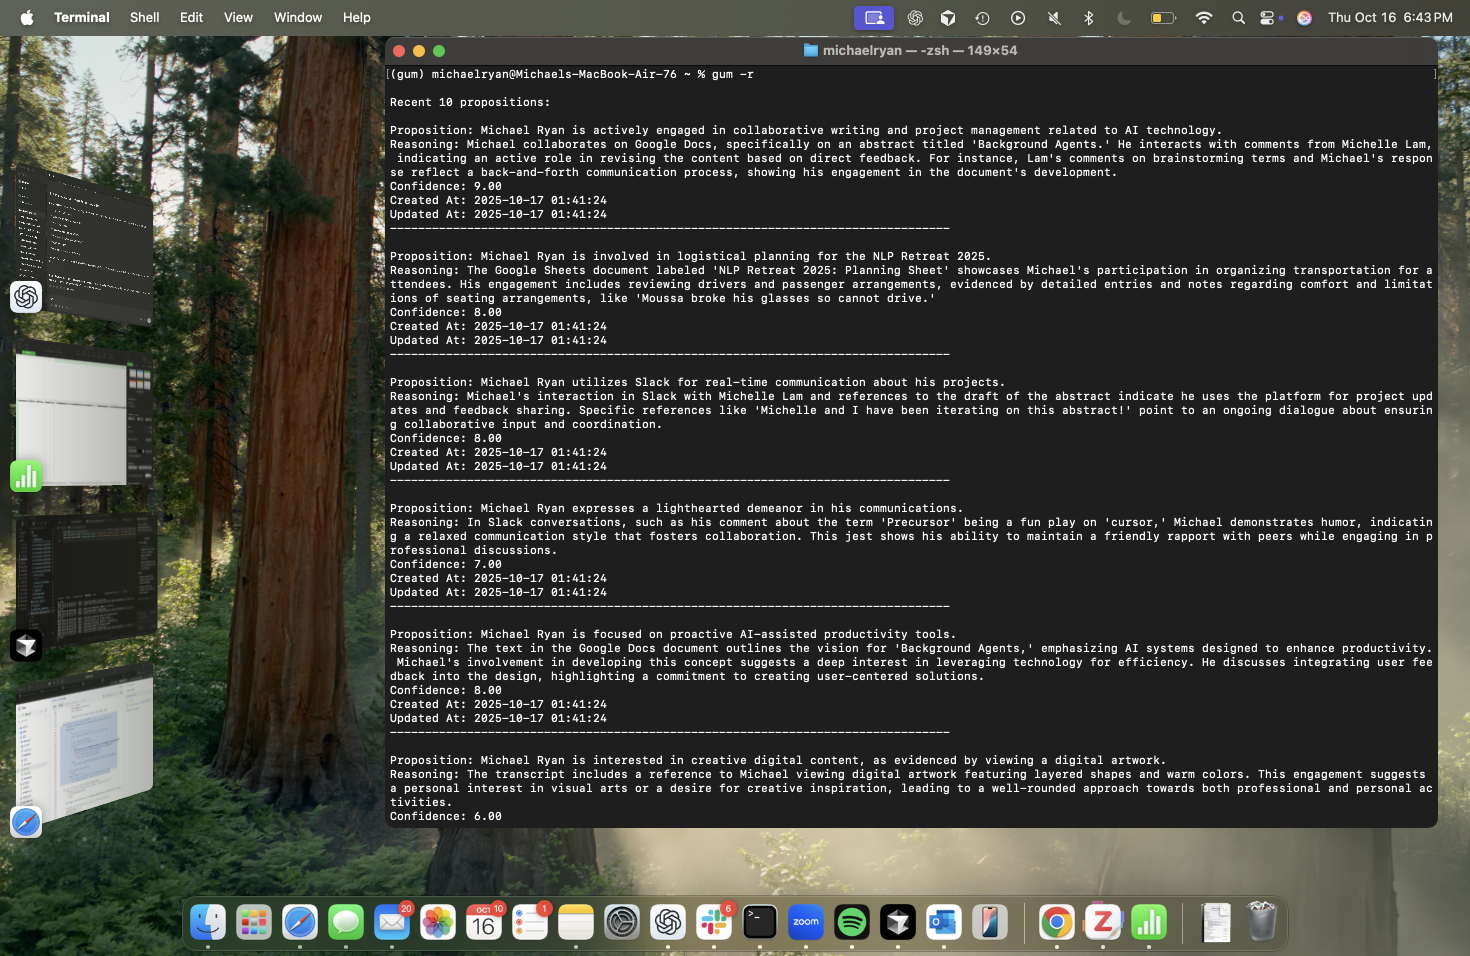 Terminal Shell Edit View Window Help Thu Oct 16 6:43 PM
michaelryan — -zsh — 149×54
[(gum) michaelryan@Michaels-MacBook-Air-76 ~ % gum -r ]
Recent 10 propositions:
Proposition: Michael Ryan is actively engaged in collaborative writing and project management related to AI technology.
Reasoning: Michael collaborates on Google Docs, specifically on an abstract titled 'Background Agents.' He interacts with comments from Michelle Lam,
indicating an active role in revising the content based on direct feedback. For instance, Lam's comments on brainstorming terms and Michael's respon
se reflect a back-and-forth communication process, showing his engagement in the document's development.
Confidence: 9.00
Created At: 2025-10-17 01:41:24
Updated At: 2025-10-17 01:41:24
--------------------------------------------------------------------------------
Proposition: Michael Ryan is involved in logistical planning for the NLP Retreat 2025.
Reasoning: The Google Sheets document labeled 'NLP Retreat 2025: Planning Sheet' showcases Michael's participation in organizing transportation for a
ttendees. His engagement includes reviewing drivers and passenger arrangements, evidenced by detailed entries and notes regarding comfort and limitat
ions of seating arrangements, like 'Moussa broke his glasses so cannot drive.'
Confidence: 8.00
Created At: 2025-10-17 01:41:24
Updated At: 2025-10-17 01:41:24
--------------------------------------------------------------------------------
Proposition: Michael Ryan utilizes Slack for real-time communication about his projects.
Reasoning: Michael's interaction in Slack with Michelle Lam and references to the draft of the abstract indicate he uses the platform for project upd
ates and feedback sharing. Specific references like 'Michelle and I have been iterating on this abstract!' point to an ongoing dialogue about ensurin
g collaborative input and coordination.
Confidence: 8.00
Created At: 2025-10-17 01:41:24
Updated At: 2025-10-17 01:41:24
--------------------------------------------------------------------------------
Proposition: Michael Ryan expresses a lighthearted demeanor in his communications.
Reasoning: In Slack conversations, such as his comment about the term 'Precursor' being a fun play on 'cursor,' Michael demonstrates humor, indicatin
g a relaxed communication style that fosters collaboration. This jest shows his ability to maintain a friendly rapport with peers while engaging in p
rofessional discussions.
Confidence: 7.00
Created At: 2025-10-17 01:41:24
Updated At: 2025-10-17 01:41:24
--------------------------------------------------------------------------------
Proposition: Michael Ryan is focused on proactive AI-assisted productivity tools.
Reasoning: The text in the Google Docs document outlines the vision for 'Background Agents,' emphasizing AI systems designed to enhance productivity.
Michael's involvement in developing this concept suggests a deep interest in leveraging technology for efficiency. He discusses integrating user fee
dback into the design, highlighting a commitment to creating user-centered solutions.
Confidence: 8.00
Created At: 2025-10-17 01:41:24
Updated At: 2025-10-17 01:41:24
--------------------------------------------------------------------------------
Proposition: Michael Ryan is interested in creative digital content, as evidenced by viewing a digital artwork.
Reasoning: The transcript includes a reference to Michael viewing digital artwork featuring layered shapes and warm colors. This engagement suggests
a personal interest in visual arts or a desire for creative inspiration, leading to a well-rounded approach towards both professional and personal ac
tivities.
Confidence: 6.00
20 OCT 10 16 1 6 >_ zoom Z